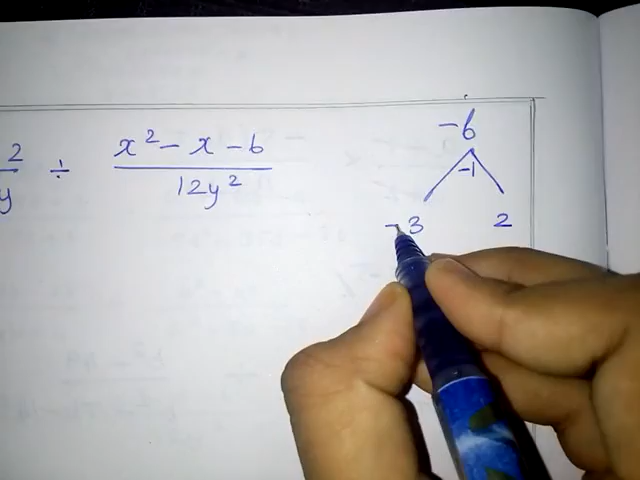 2/y ÷ (x² - x - 6)/(12y²)
-6
-1
-3 2